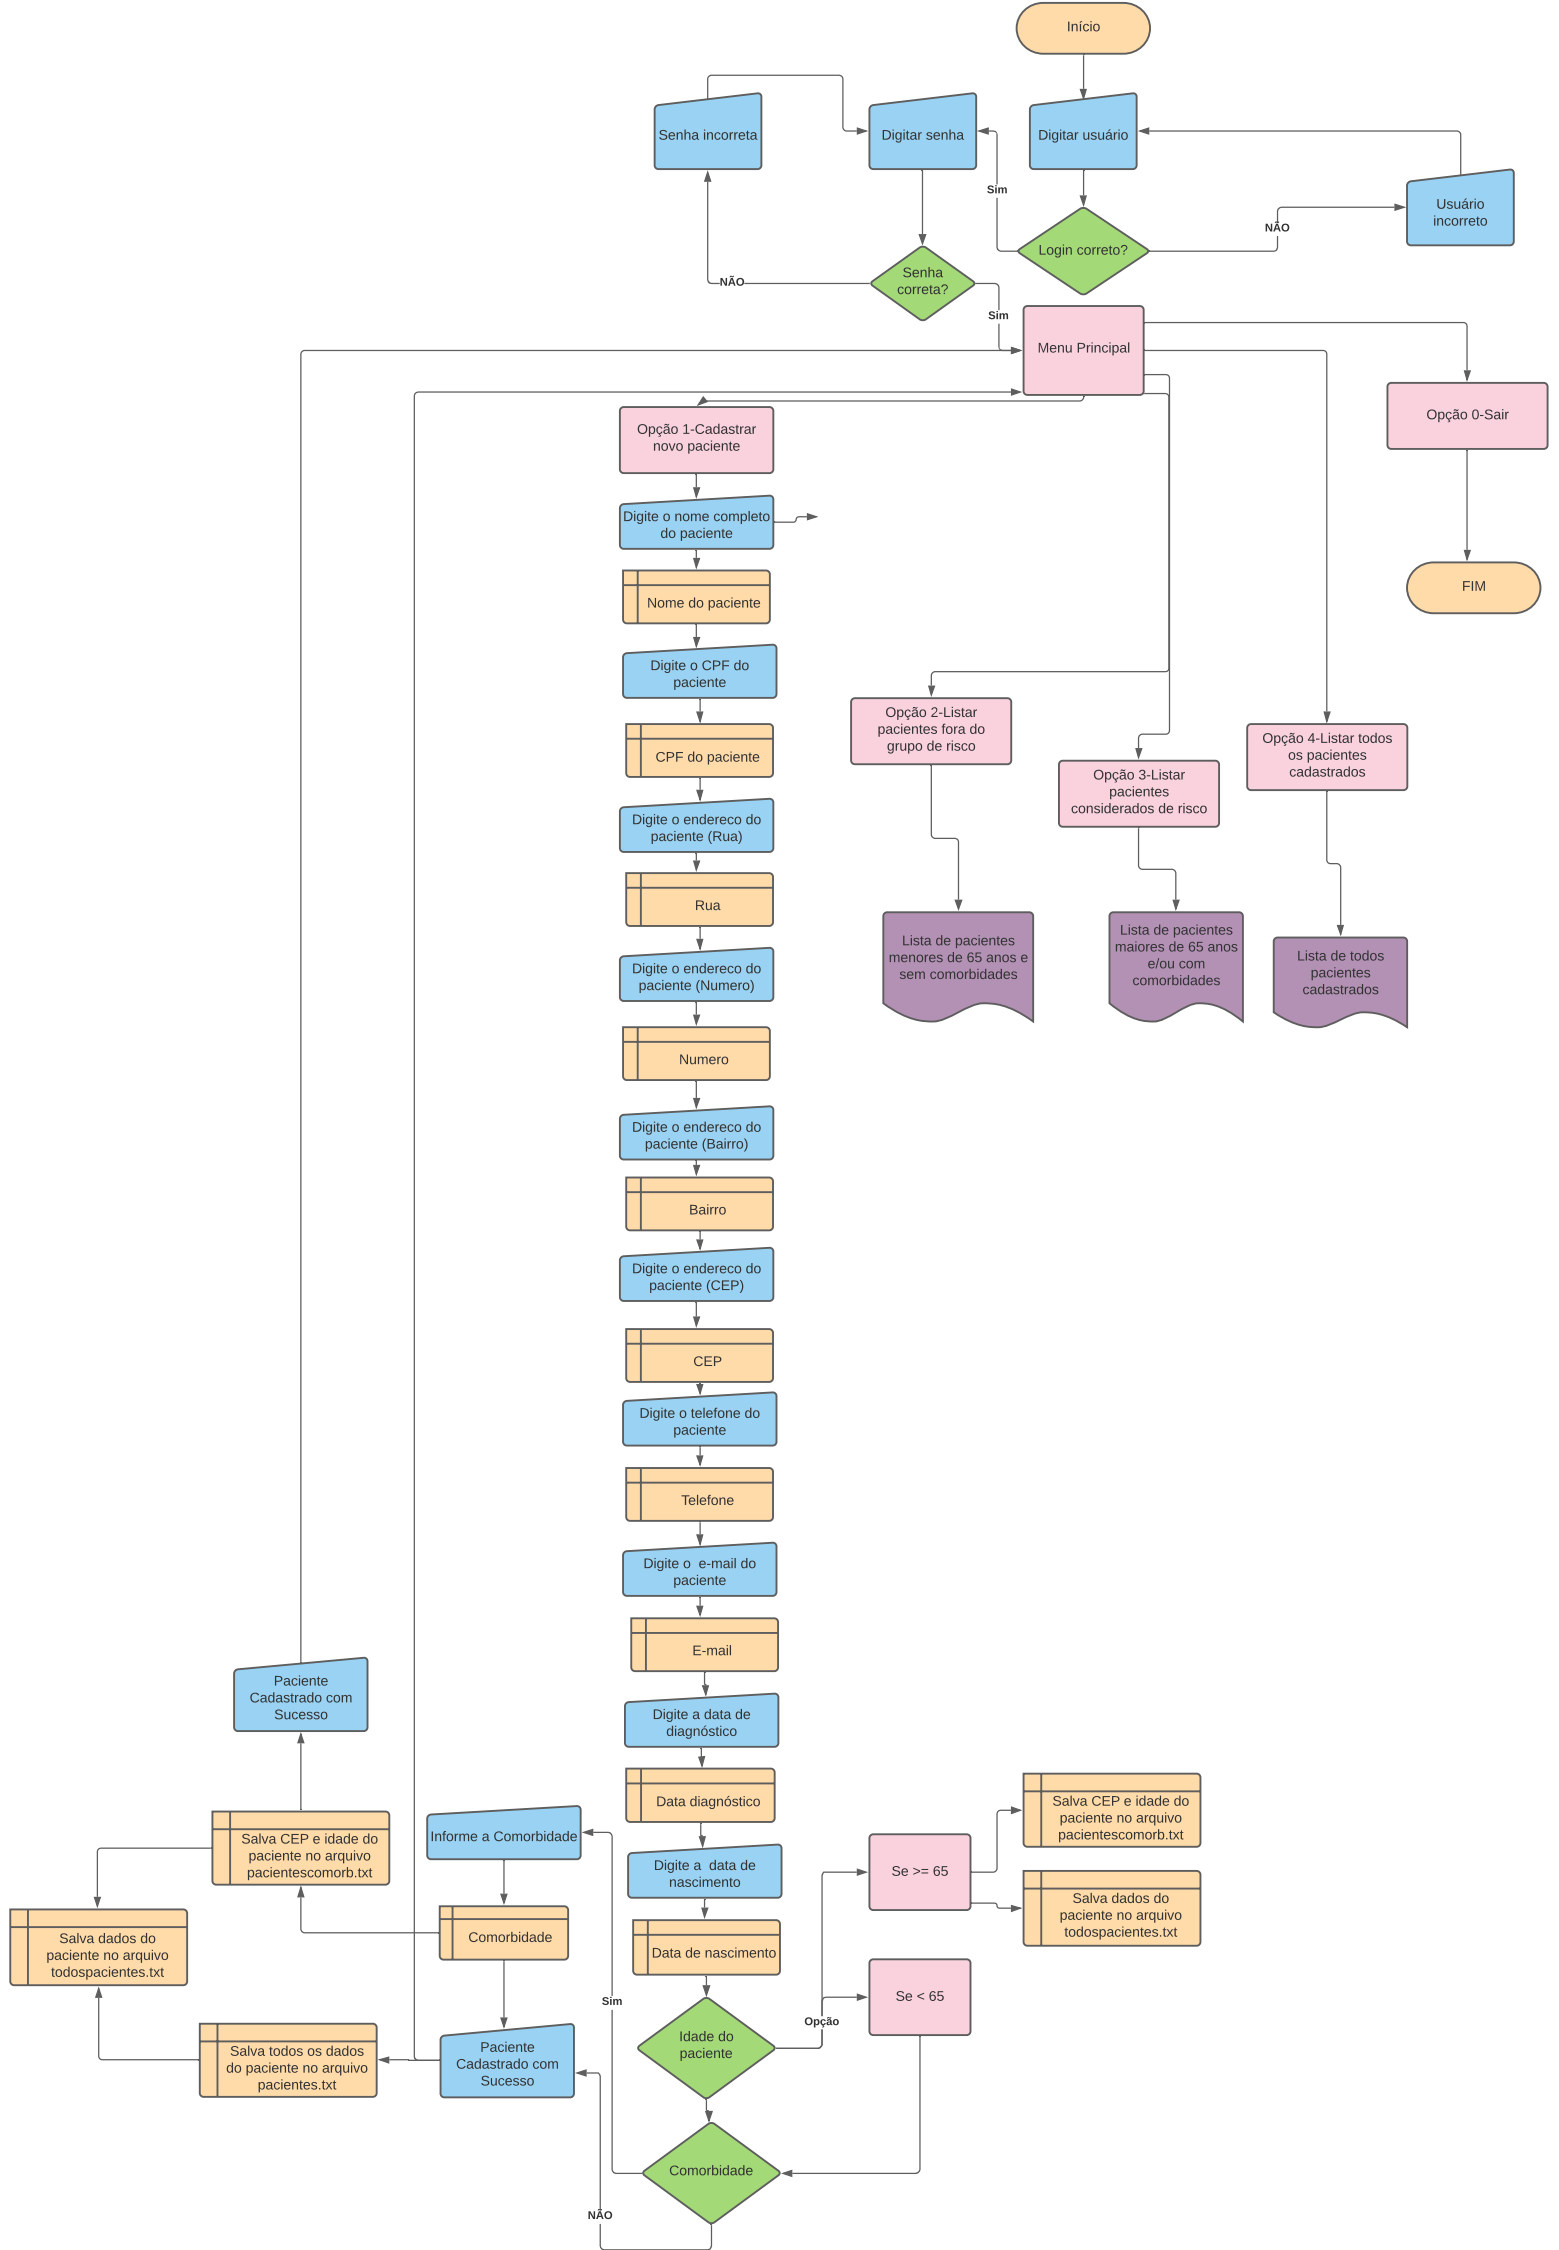 Início
Senha incorreta
Digitar senha
Digitar usuário
Sim
Usuário
incorreto
NÃO
Login correto?
Senha
correta?
NÃO
Sim
Menu Principal
Opção 0-Sair
Opção 1-Cadastrar
novo paciente
Digite o nome completo
do paciente
FIM
Nome do paciente
Digite o CPF do
paciente
Opção 2-Listar
pacientes fora do
grupo de risco
Opção 4-Listar todos
os pacientes
cadastrados
CPF do paciente
Opção 3-Listar
pacientes
considerados de risco
Digite o endereco do
paciente (Rua)
Rua
Lista de pacientes
menores de 65 anos e
sem comorbidades
Lista de pacientes
maiores de 65 anos
e/ou com
comorbidades
Lista de todos
pacientes
cadastrados
Digite o endereco do
paciente (Numero)
Numero
Digite o endereco do
paciente (Bairro)
Bairro
Digite o endereco do
paciente (CEP)
CEP
Digite o telefone do
paciente
Telefone
Digite o  e-mail do
paciente
E-mail
Paciente
Cadastrado com
Sucesso
Digite a data de
diagnóstico
Data diagnóstico
Salva CEP e idade do
paciente no arquivo
pacientescomorb.txt
Salva CEP e idade do
paciente no arquivo
pacientescomorb.txt
Informe a Comorbidade
Digite a  data de
nascimento
Se >= 65
Salva dados do
paciente no arquivo
todospacientes.txt
Salva dados do
paciente no arquivo
todospacientes.txt
Comorbidade
Data de nascimento
Se < 65
Sim
Opção
Idade do
paciente
Salva todos os dados
do paciente no arquivo
pacientes.txt
Paciente
Cadastrado com
Sucesso
Comorbidade
NÃO